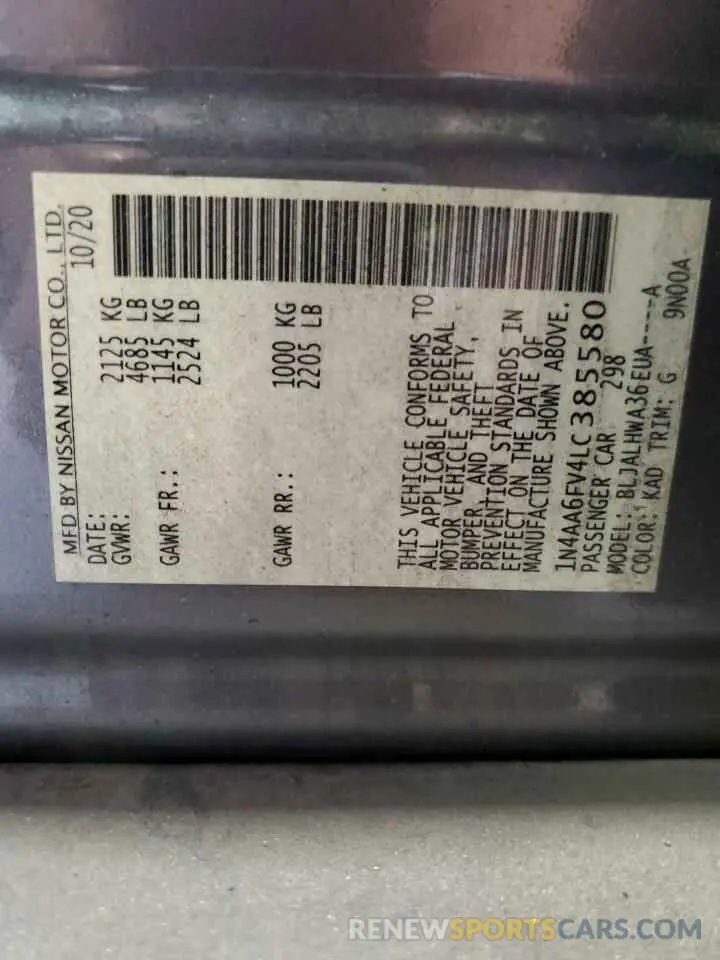 MFD BY NISSAN MOTOR CO., LTD.
DATE: 10/20
GVWR: 2125 KG
4685 LB
GAWR FR.: 1145 KG
2524 LB
GAWR RR.: 1000 KG
2205 LB
THIS VEHICLE CONFORMS TO
ALL APPLICABLE FEDERAL
MOTOR VEHICLE SAFETY,
BUMPER, AND THEFT
PREVENTION STANDARDS IN
EFFECT ON THE DATE OF
MANUFACTURE SHOWN ABOVE.
1N4AA6FV4LC385580
PASSENGER CAR 298
MODEL: BLJALHWA36EUA----A
COLOR: KAD TRIM: G 9N00A
RENEWSPORTSCARS.COM